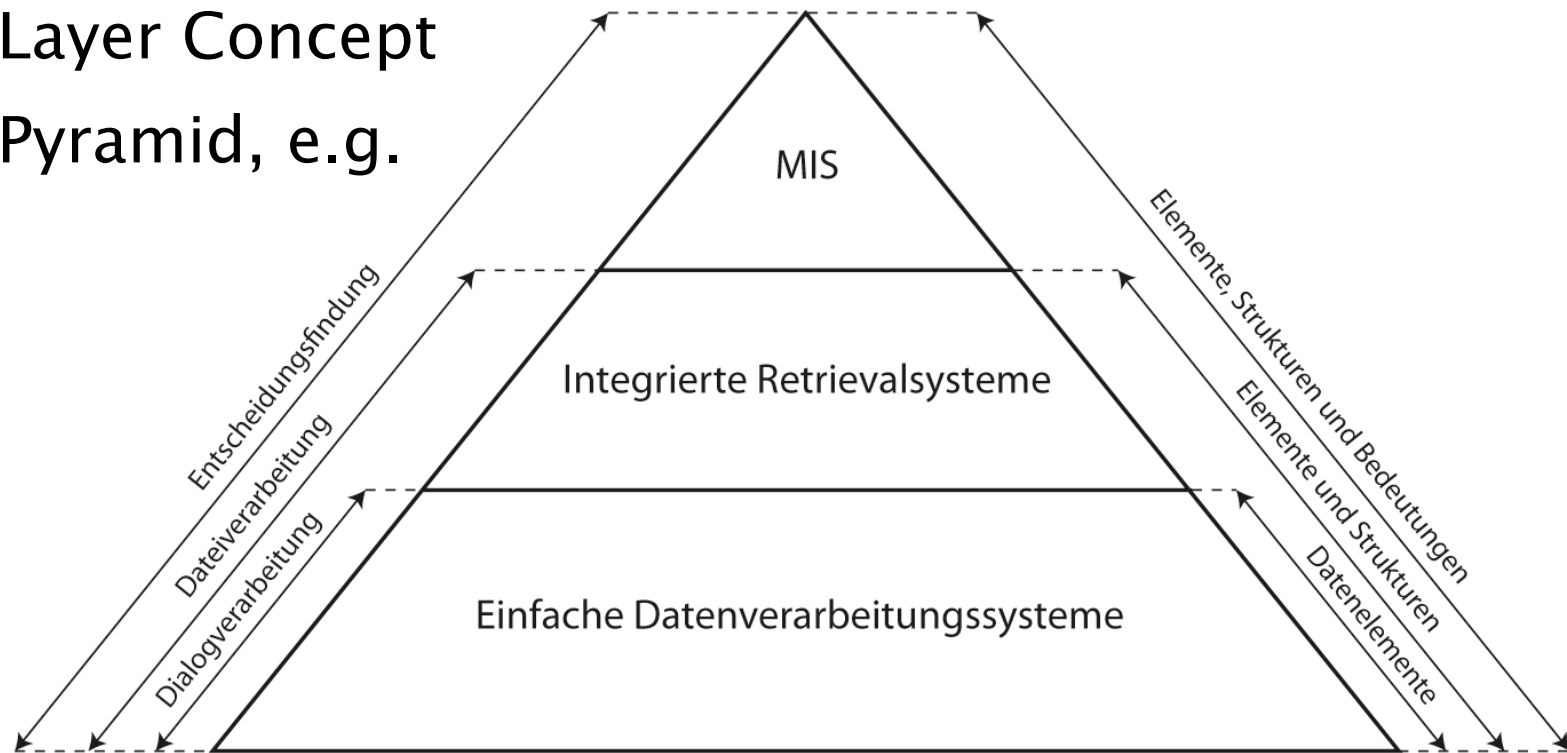 Layer Concept
Pyramid, e.g.
MIS
Integrierte Retrievalsysteme
Einfache Datenverarbeitungssysteme
Entscheidungsfindung
Dateiverarbeitung
Dialogverarbeitung
Elemente, Strukturen und Bedeutungen
Elemente und Strukturen
Datenelemente